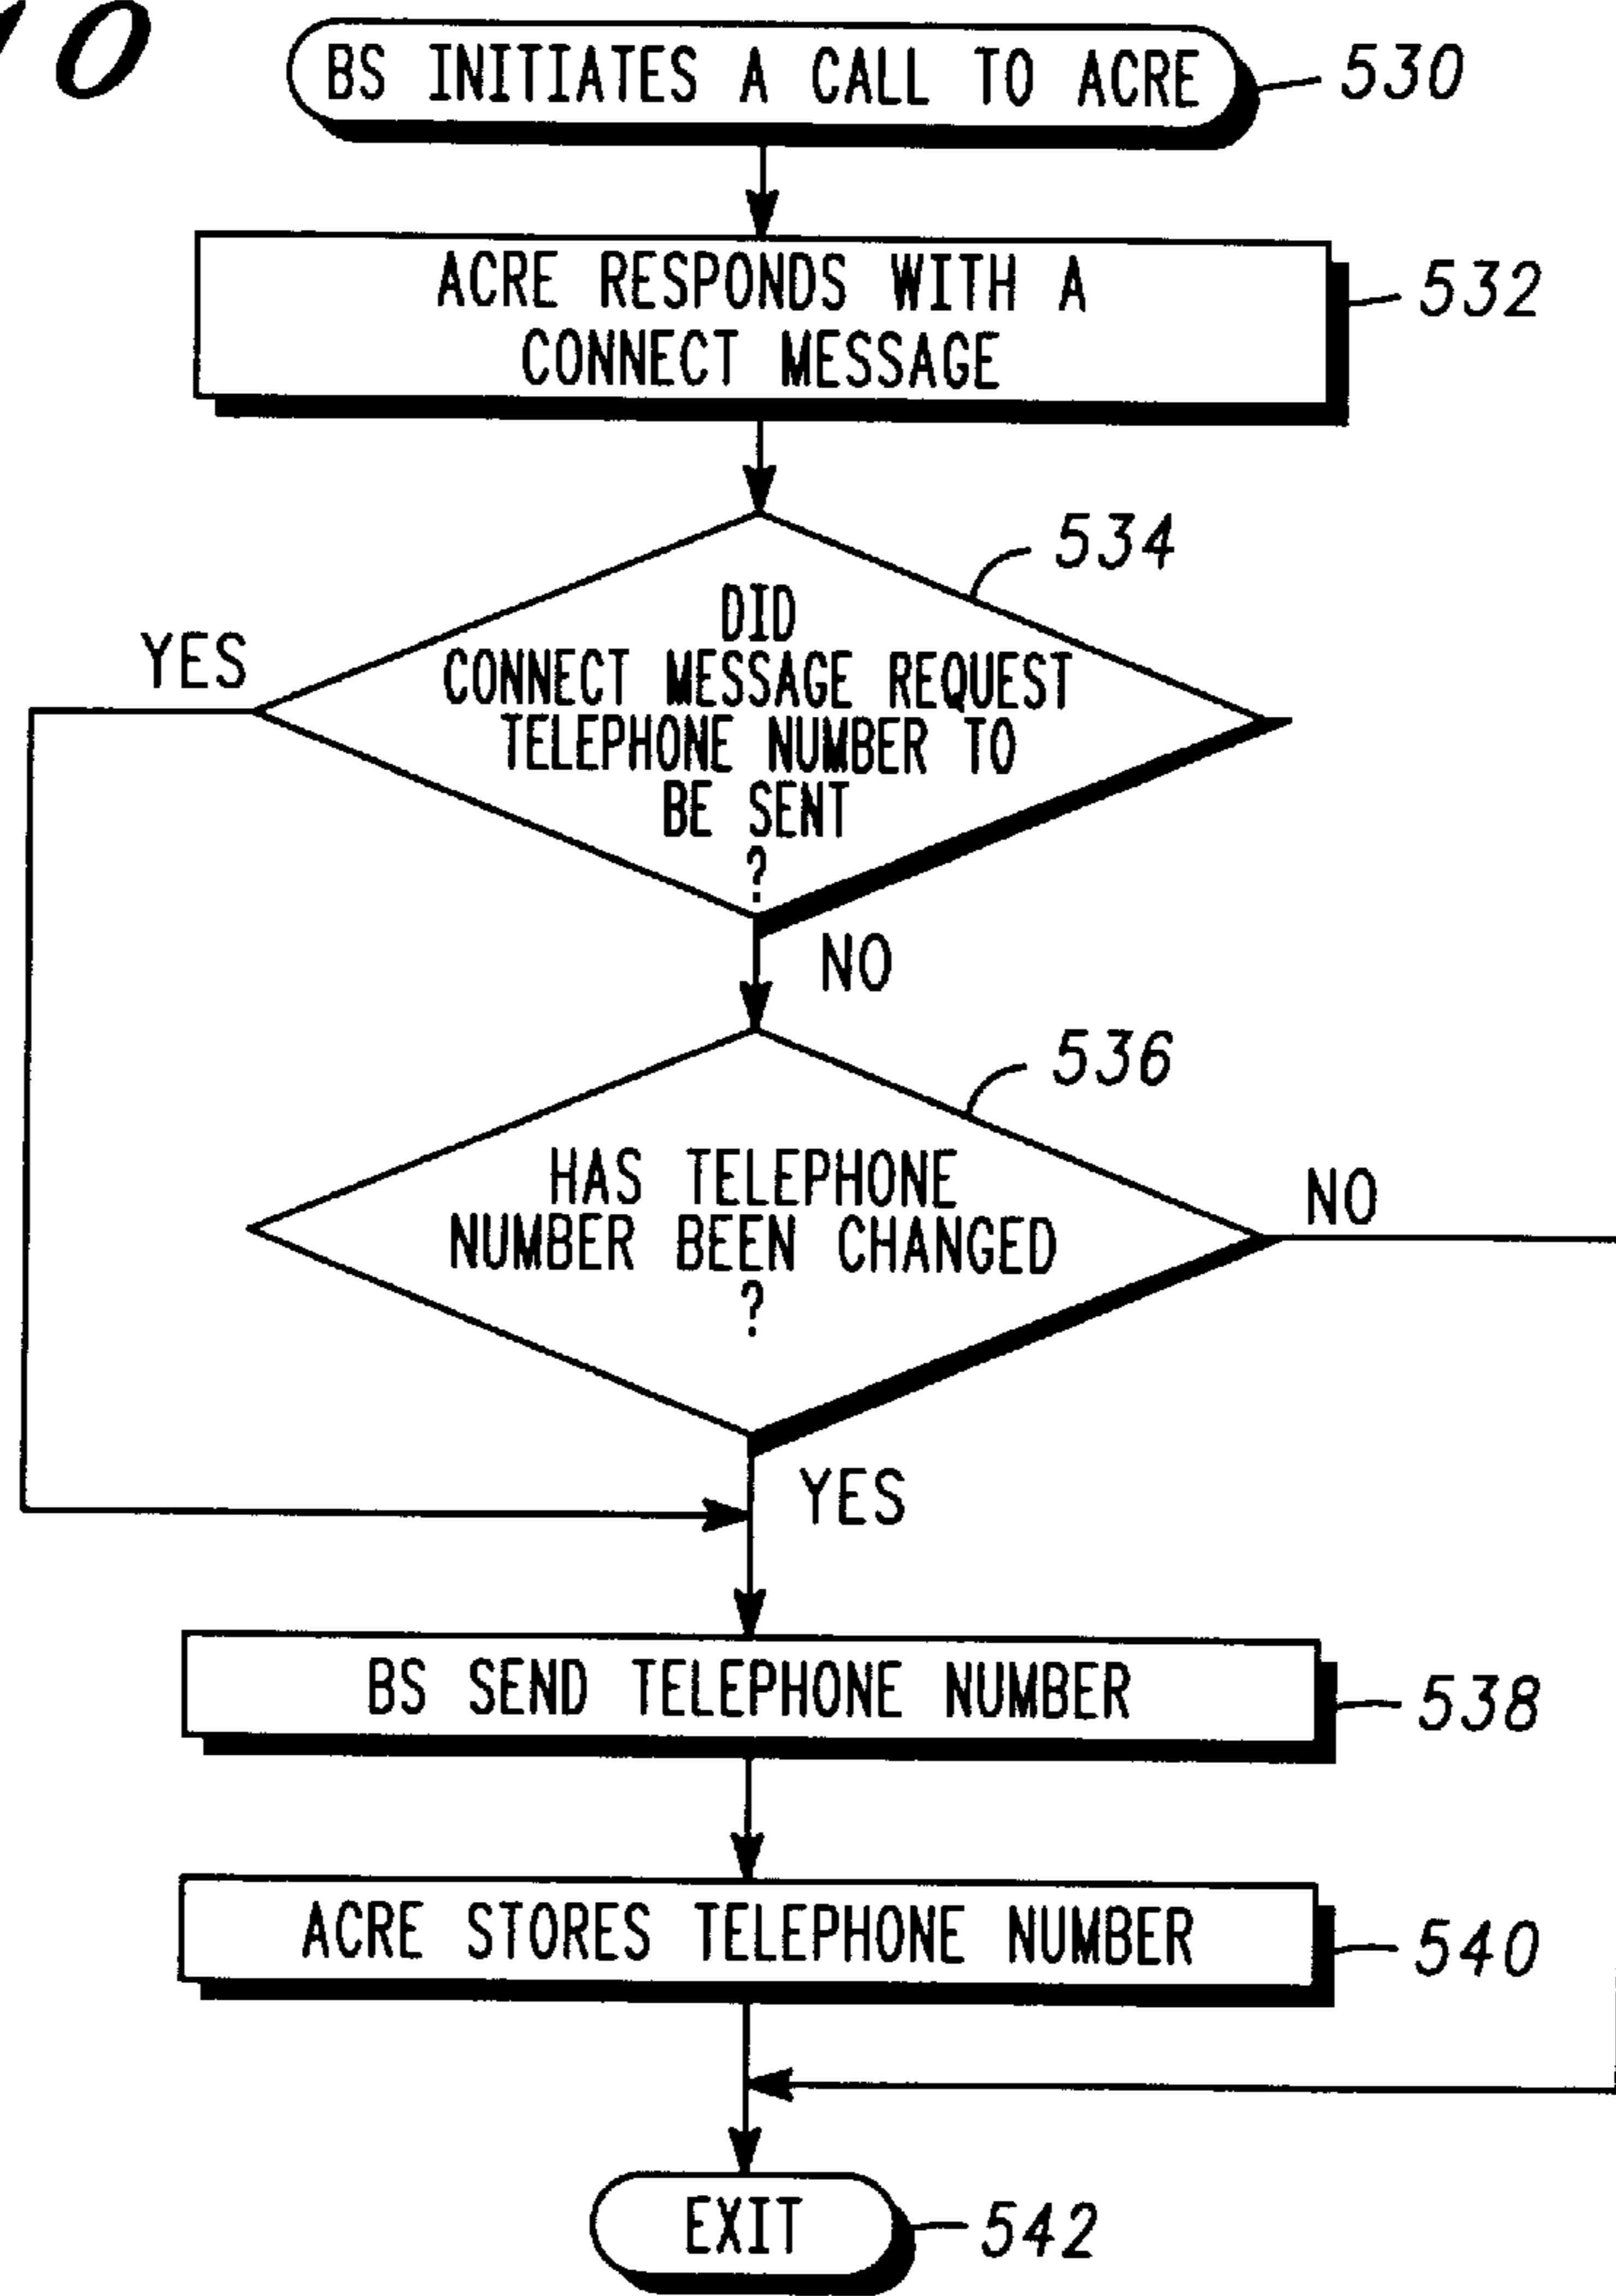 10
BS INITIATES A CALL TO ACRE
530
ACRE RESPONDS WITH A
CONNECT MESSAGE
532
534
DID
CONNECT MESSAGE REQUEST
TELEPHONE NUMBER TO
BE SENT
?
YES
NO
536
HAS TELEPHONE
NUMBER BEEN CHANGED
?
NO
YES
BS SEND TELEPHONE NUMBER
538
ACRE STORES TELEPHONE NUMBER
540
EXIT
542